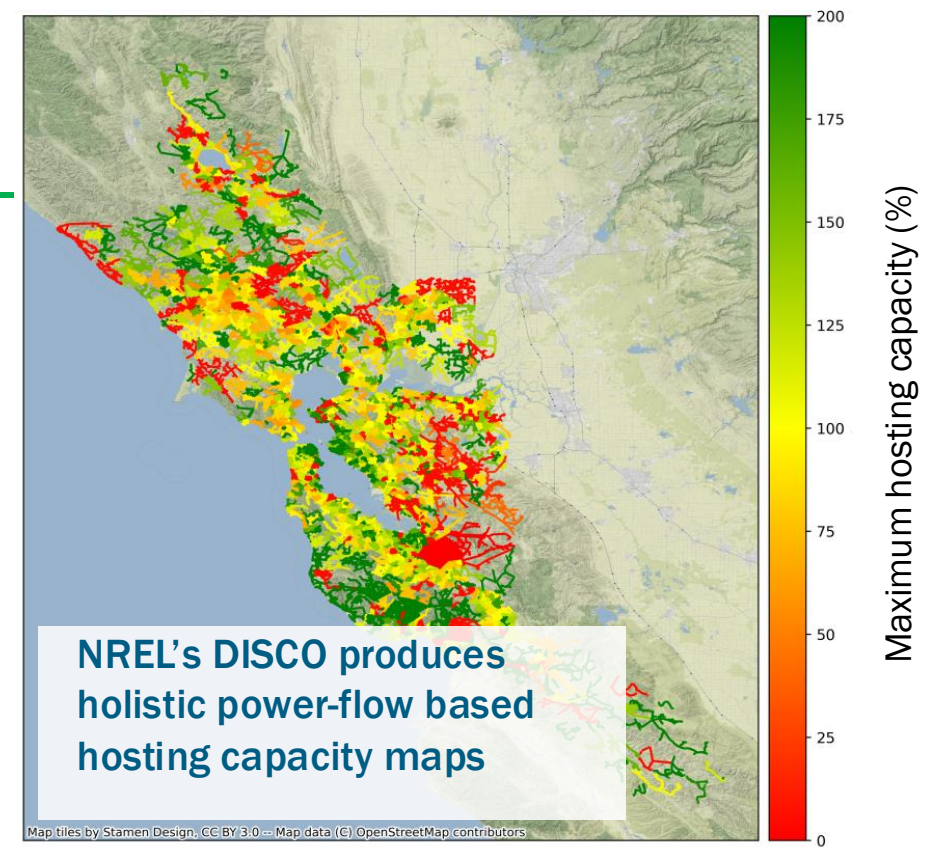 200
175
150
125
100
75
50
25
0
Maximum hosting capacity (%)
NREL’s DISCO produces
holistic power-flow based
hosting capacity maps
Map tiles by Stamen Design, CC BY 3.0 -- Map data (C) OpenStreetMap contributors